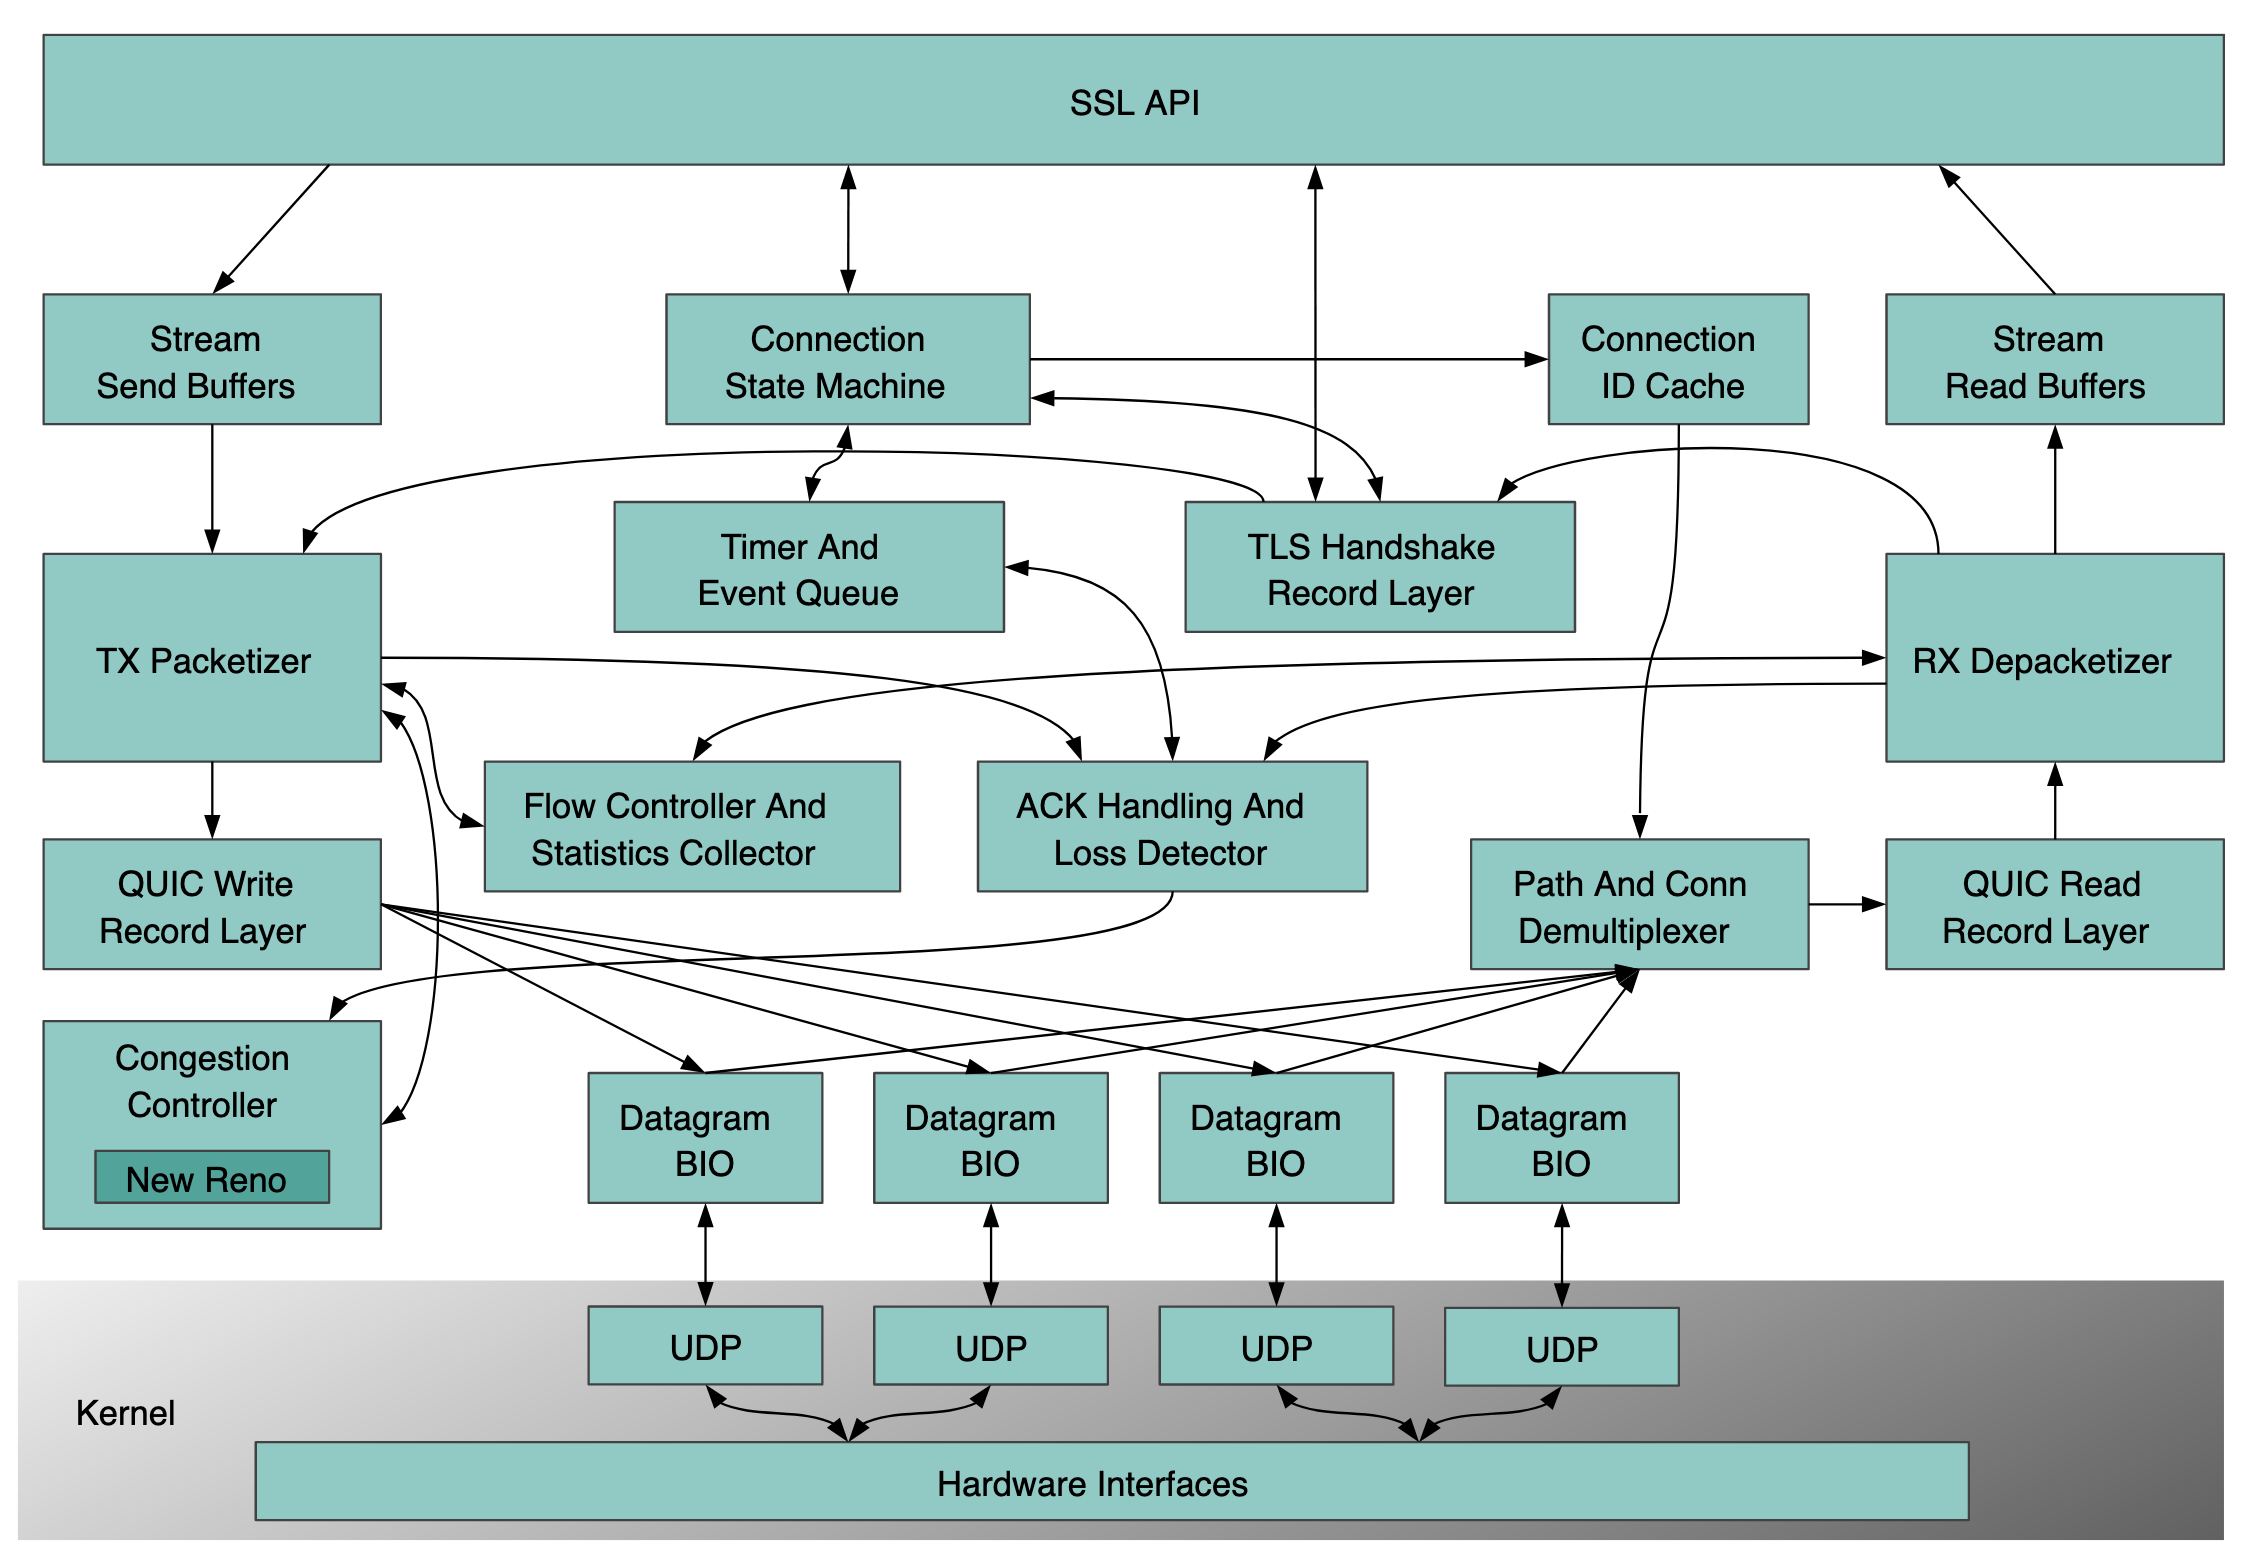 SSL API
Stream
Send Buffers
Connection
State Machine
Connection
ID Cache
Stream
Read Buffers
Timer And
Event Queue
TLS Handshake
Record Layer
TX Packetizer
RX Depacketizer
Flow Controller And
Statistics Collector
ACK Handling And
Loss Detector
QUIC Write
Record Layer
Path And Conn
Demultiplexer
QUIC Read
Record Layer
Congestion
Controller
New Reno
Datagram
BIO
Datagram
BIO
Datagram
BIO
Datagram
BIO
UDP
UDP
UDP
UDP
Kernel
Hardware Interfaces